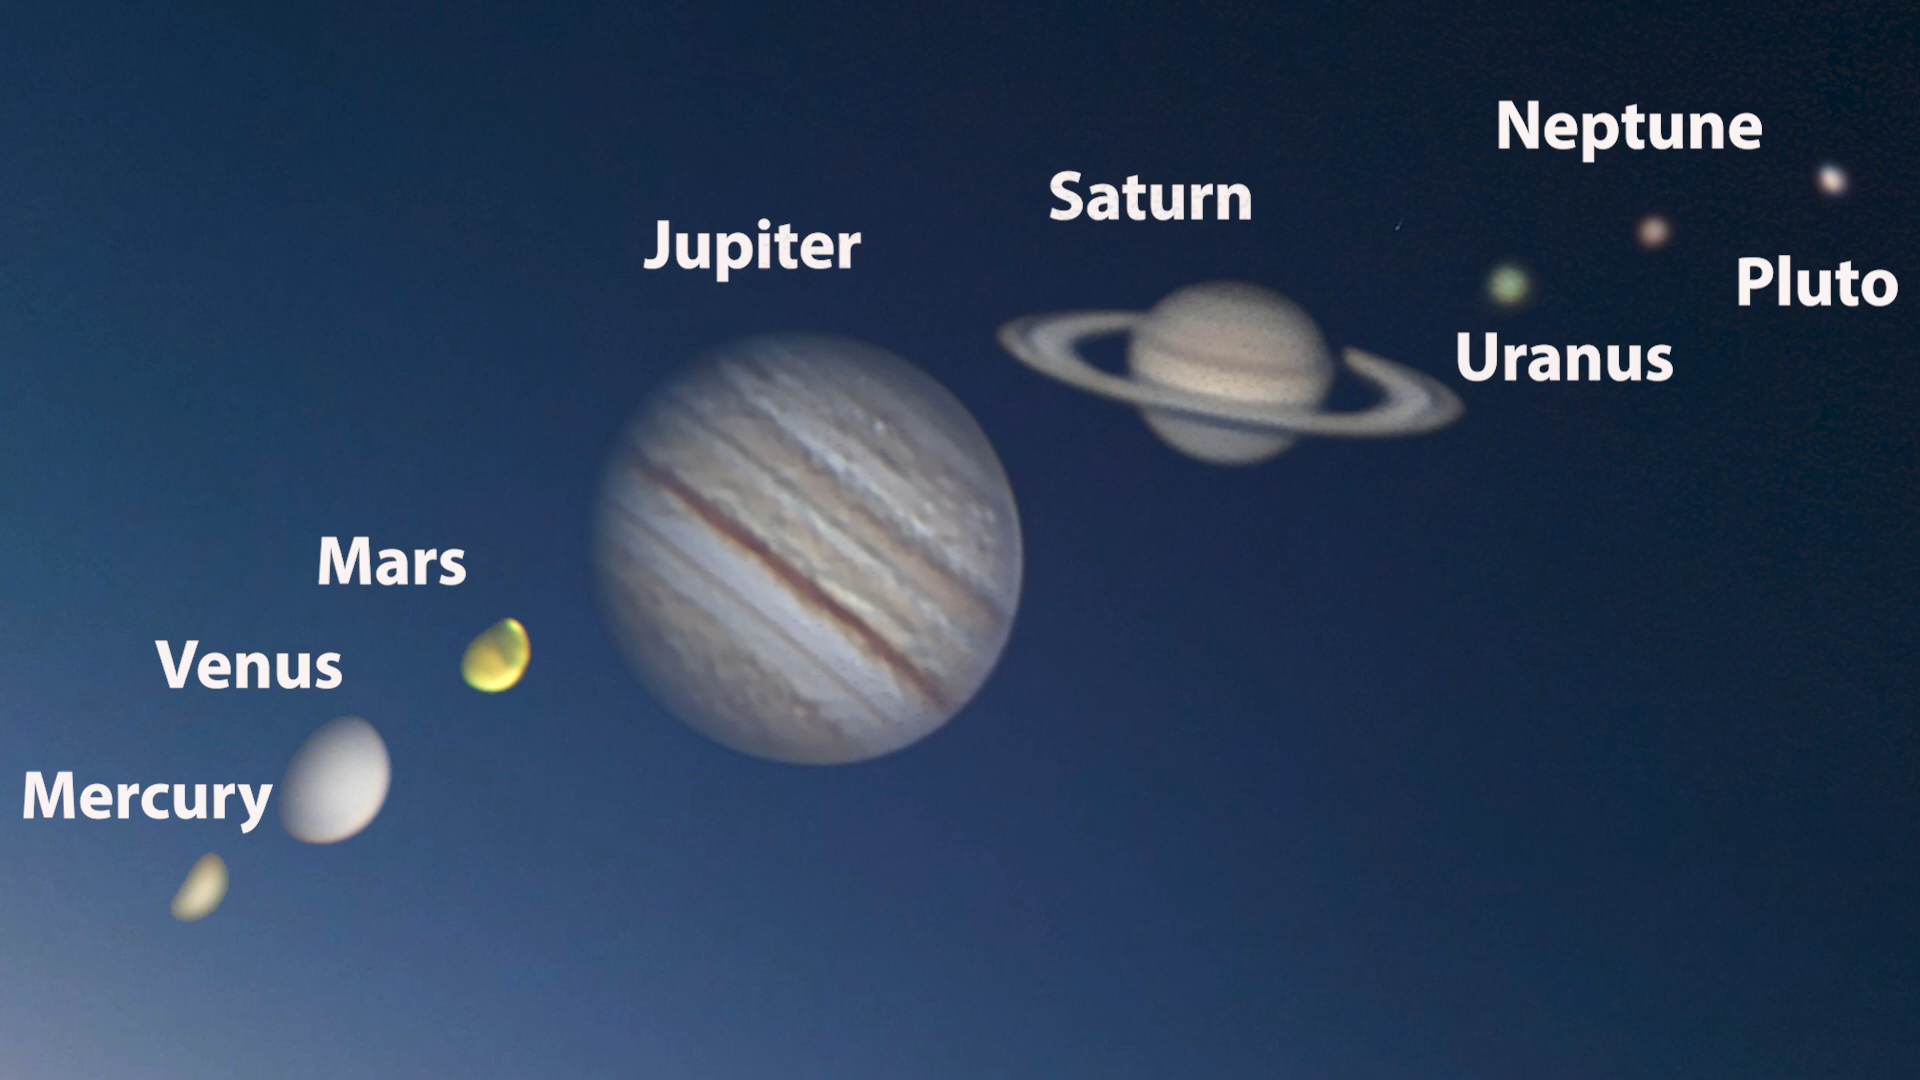 Mercury
Venus
Mars
Jupiter
Saturn
Uranus
Neptune
Pluto